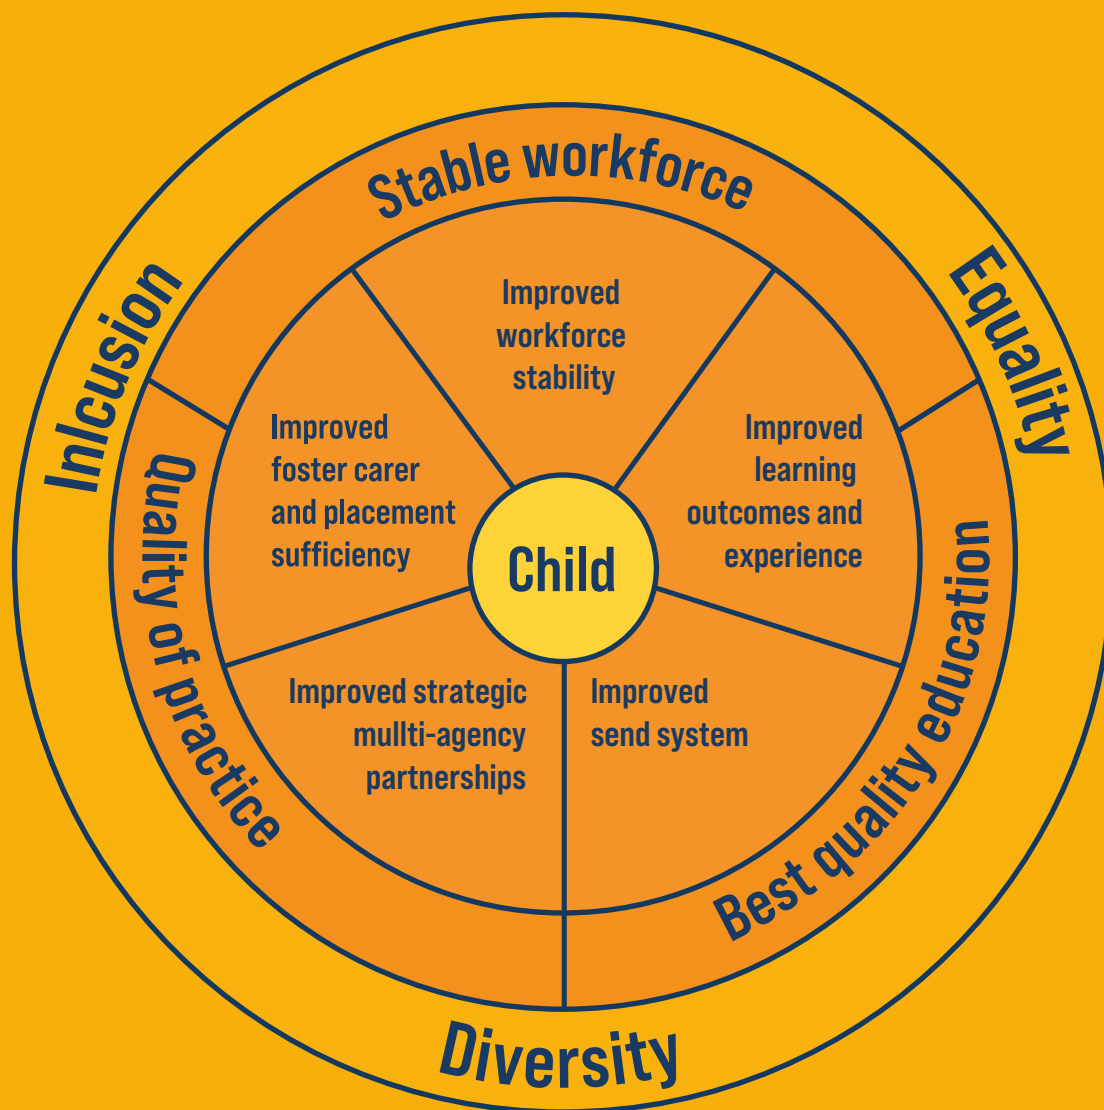 Stable workforce
Inlcusion
Equality
Improved
workforce
stability
Improved
foster carer
and placement
sufficiency
Improved
learning
outcomes and
experience
Child
Quality of practice
Best quality education
Improved strategic
mullti-agency
partnerships
Improved
send system
Diversity